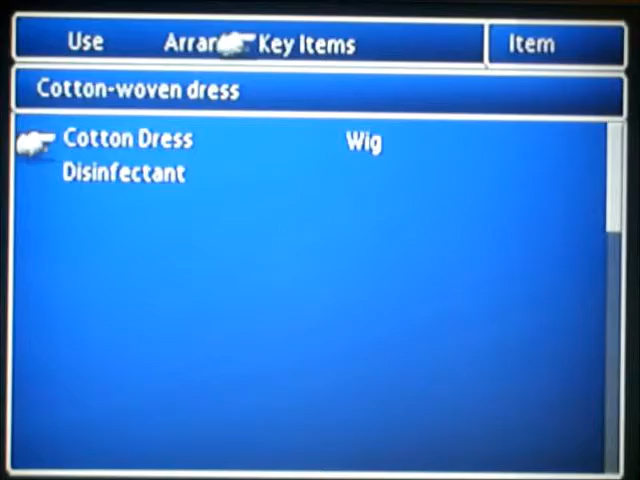 Use Key Items Item
Cotton-woven dress
Cotton Dress Wig
Disinfectant